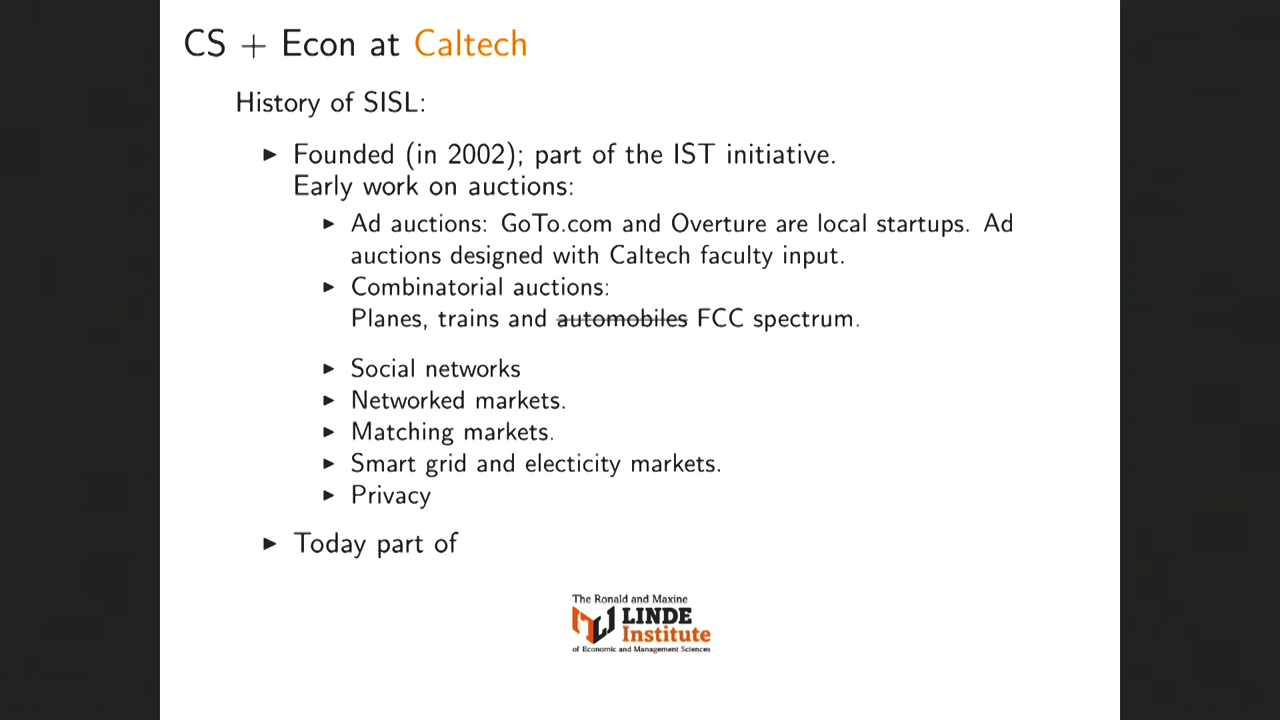 CS + Econ at Caltech
History of SISL:
► Founded (in 2002); part of the IST initiative.
Early work on auctions:
► Ad auctions: GoTo.com and Overture are local startups. Ad
auctions designed with Caltech faculty input.
► Combinatorial auctions:
Planes, trains and automobiles FCC spectrum.
► Social networks
► Networked markets.
► Matching markets.
► Smart grid and electicity markets.
► Privacy
► Today part of
The Ronald and Maxine
LINDE
Institute
of Economic and Management Sciences